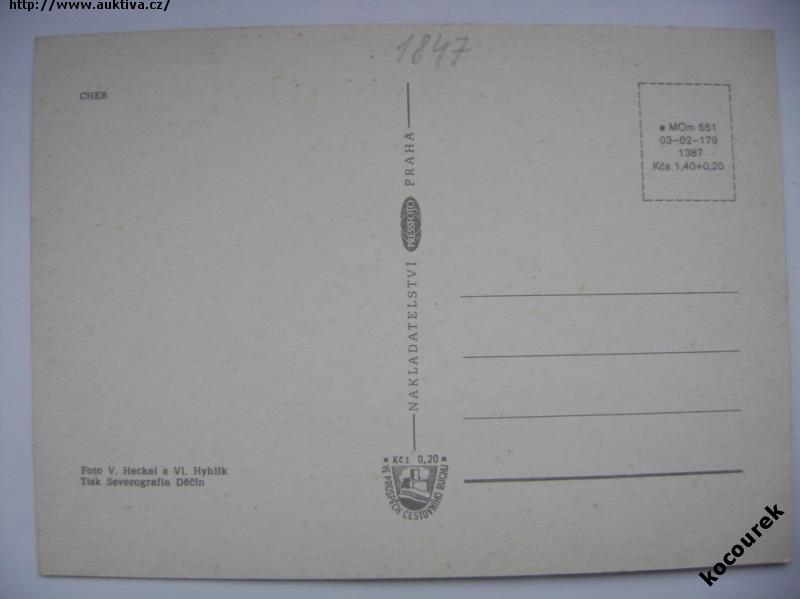 http://www.auktiva.cz/
1847
CHEB
■ MOm 551
03-02-179
1387
Kčs 1,40+0,20
NAKLADATELSTVÍ PRESSFOTO PRAHA
Foto V. Heckel a Vl. Hyhlík
Tisk Severografia Děčín
■ Kčs 0,20 ■
VE PROSPĚCH CESTOVNÍHO RUCHU
kocourek